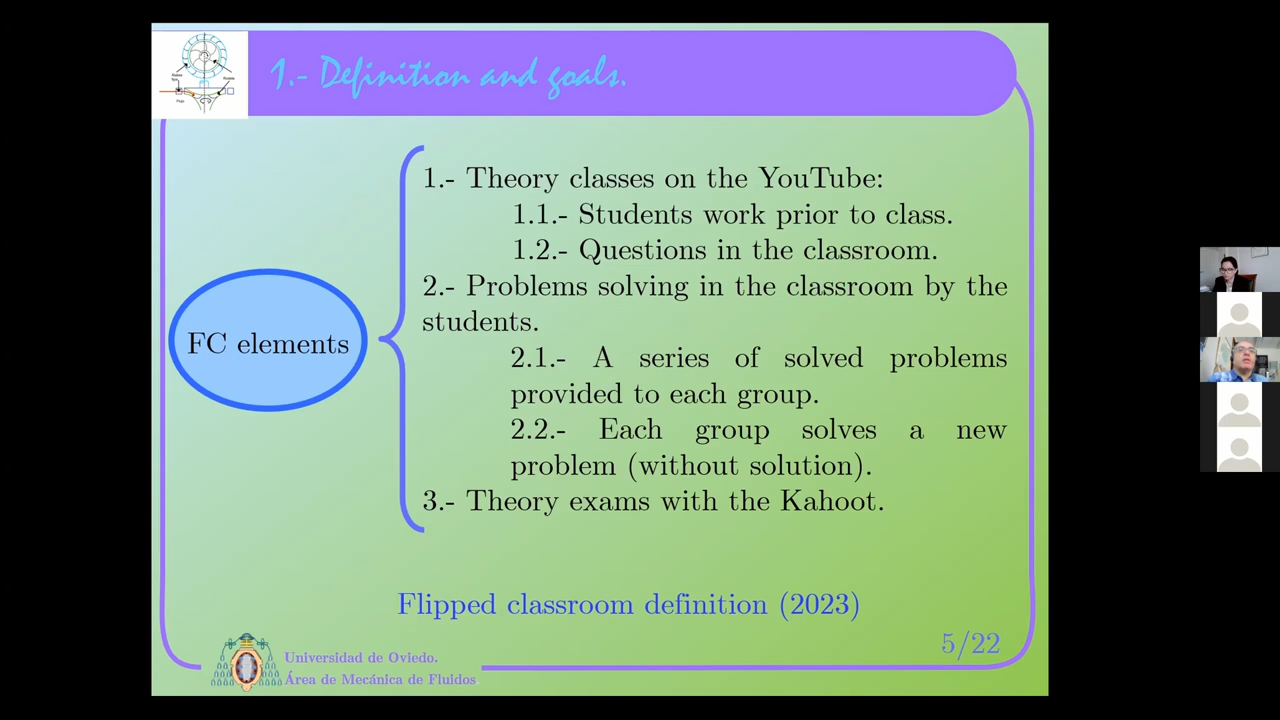 1.- Definition and goals.
1.- Theory classes on the YouTube:
1.1.- Students work prior to class.
1.2.- Questions in the classroom.
2.- Problems solving in the classroom by the
students.
2.1.- A series of solved problems
provided to each group.
2.2.- Each group solves a new
problem (without solution).
3.- Theory exams with the Kahoot.
FC elements
Flipped classroom definition (2023)
5/22
Universidad de Oviedo.
Área de Mecánica de Fluidos.